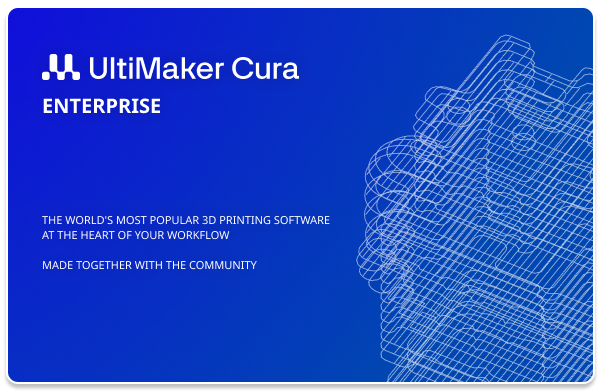 UltiMaker Cura
ENTERPRISE
THE WORLD'S MOST POPULAR 3D PRINTING SOFTWARE
AT THE HEART OF YOUR WORKFLOW
MADE TOGETHER WITH THE COMMUNITY